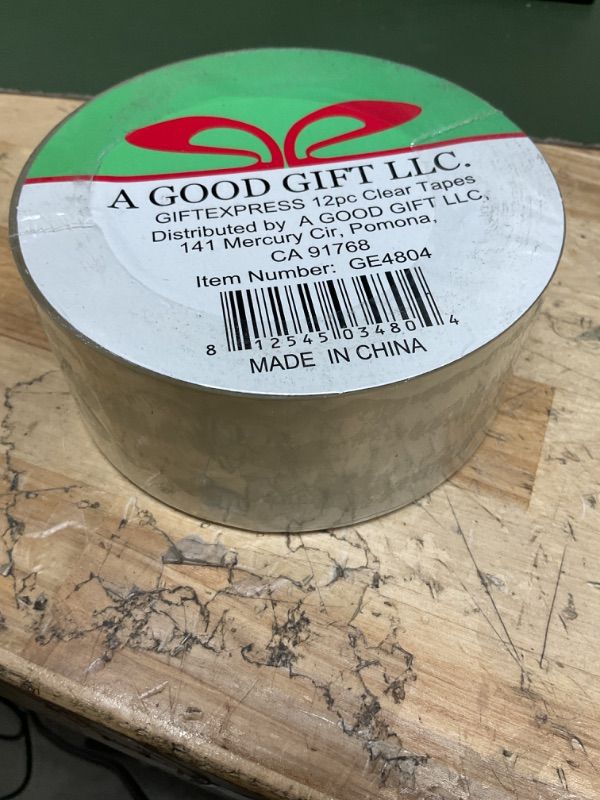 A GOOD GIFT LLC.
GIFTEXPRESS 12pc Clear Tapes
Distributed by A GOOD GIFT LLC,
141 Mercury Cir, Pomona,
CA 91768
Item Number: GE4804
8 12545 03480 4
MADE IN CHINA